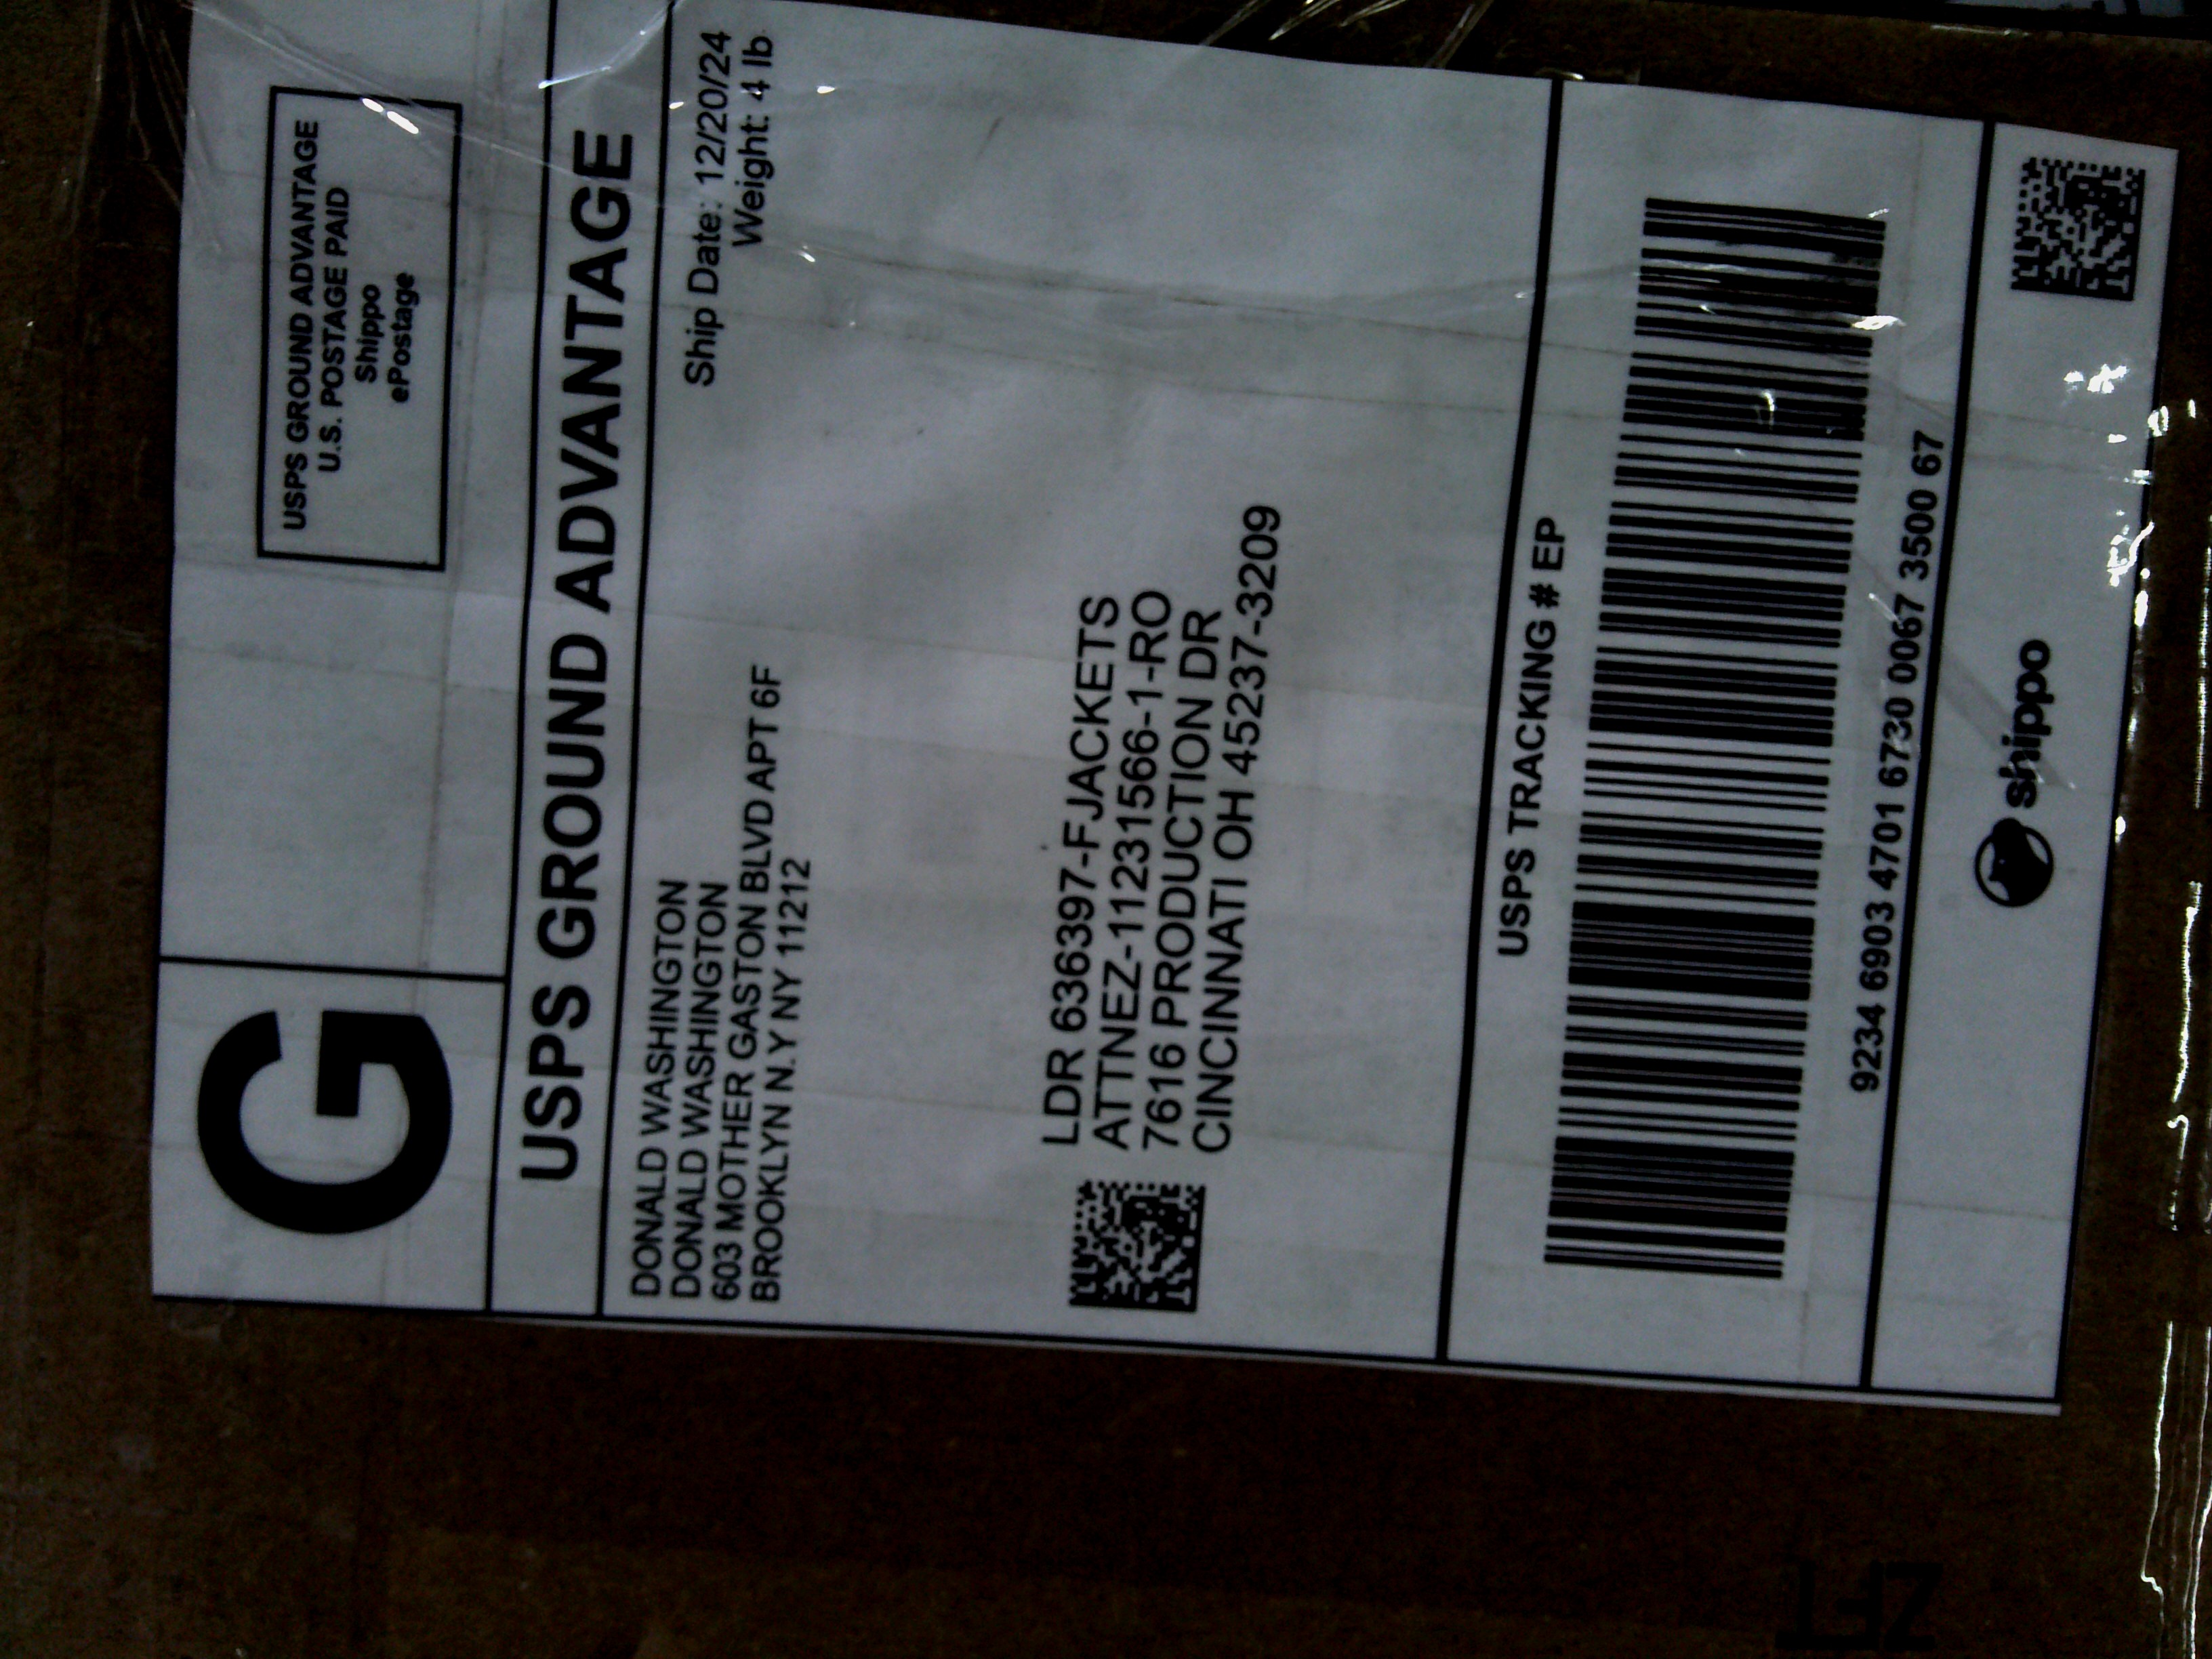 G
USPS GROUND ADVANTAGE
U.S. POSTAGE PAID
Shippo
ePostage
USPS GROUND ADVANTAGE
DONALD WASHINGTON
DONALD WASHINGTON
603 MOTHER GASTON BLVD APT 6F
BROOKLYN N.Y NY 11212
Ship Date: 12/20/24
Weight: 4 lb
LDR 636397-FJACKETS
ATTNEZ-11231566-1-RO
7616 PRODUCTION DR
CINCINNATI OH 45237-3209
USPS TRACKING # EP
9234 6903 4701 6730 0067 3500 67
shippo
ZFT